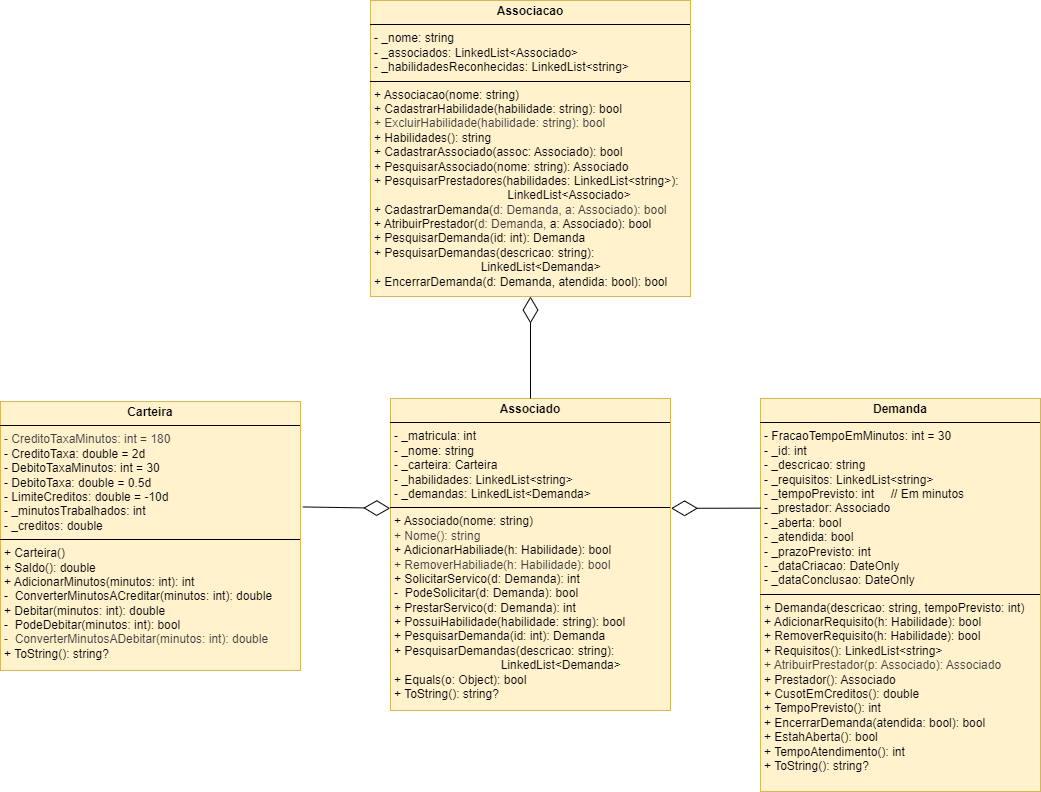 Associacao
- _nome: string
- _associados: LinkedList<Associado>
- _habilidadesReconhecidas: LinkedList<string>
+ Associacao(nome: string)
+ CadastrarHabilidade(habilidade: string): bool
+ ExcluirHabilidade(habilidade: string): bool
+ Habilidades(): string
+ CadastrarAssociado(assoc: Associado): bool
+ PesquisarAssociado(nome: string): Associado
+ PesquisarPrestadores(habilidades: LinkedList<string>):
LinkedList<Associado>
+ CadastrarDemanda(d: Demanda, a: Associado): bool
+ AtribuirPrestador(d: Demanda, a: Associado): bool
+ PesquisarDemanda(id: int): Demanda
+ PesquisarDemandas(descricao: string):
LinkedList<Demanda>
+ EncerrarDemanda(d: Demanda, atendida: bool): bool
Carteira
- CreditoTaxaMinutos: int = 180
- CreditoTaxa: double = 2d
- DebitoTaxaMinutos: int = 30
- DebitoTaxa: double = 0.5d
- LimiteCreditos: double = -10d
- _minutosTrabalhados: int
- _creditos: double
+ Carteira()
+ Saldo(): double
+ AdicionarMinutos(minutos: int): int
- ConverterMinutosACreditar(minutos: int): double
+ Debitar(minutos: int): double
- PodeDebitar(minutos: int): bool
- ConverterMinutosADebitar(minutos: int): double
+ ToString(): string?
Associado
- _matricula: int
- _nome: string
- _carteira: Carteira
- _habilidades: LinkedList<string>
- _demandas: LinkedList<Demanda>
+ Associado(nome: string)
+ Nome(): string
+ AdicionarHabiliade(h: Habilidade): bool
+ RemoverHabiliade(h: Habilidade): bool
+ SolicitarServico(d: Demanda): int
- PodeSolicitar(d: Demanda): bool
+ PrestarServico(d: Demanda): int
+ PossuiHabilidade(habilidade: string): bool
+ PesquisarDemanda(id: int): Demanda
+ PesquisarDemandas(descricao: string):
LinkedList<Demanda>
+ Equals(o: Object): bool
+ ToString(): string?
Demanda
- FracaoTempoEmMinutos: int = 30
- _id: int
- _descricao: string
- _requisitos: LinkedList<string>
- _tempoPrevisto: int // Em minutos
- _prestador: Associado
- _aberta: bool
- _atendida: bool
- _prazoPrevisto: int
- _dataCriacao: DateOnly
- _dataConclusao: DateOnly
+ Demanda(descricao: string, tempoPrevisto: int)
+ AdicionarRequisito(h: Habilidade): bool
+ RemoverRequisito(h: Habilidade): bool
+ Requisitos(): LinkedList<string>
+ AtribuirPrestador(p: Associado): Associado
+ Prestador(): Associado
+ CusotEmCreditos(): double
+ TempoPrevisto(): int
+ EncerrarDemanda(atendida: bool): bool
+ EstahAberta(): bool
+ TempoAtendimento(): int
+ ToString(): string?